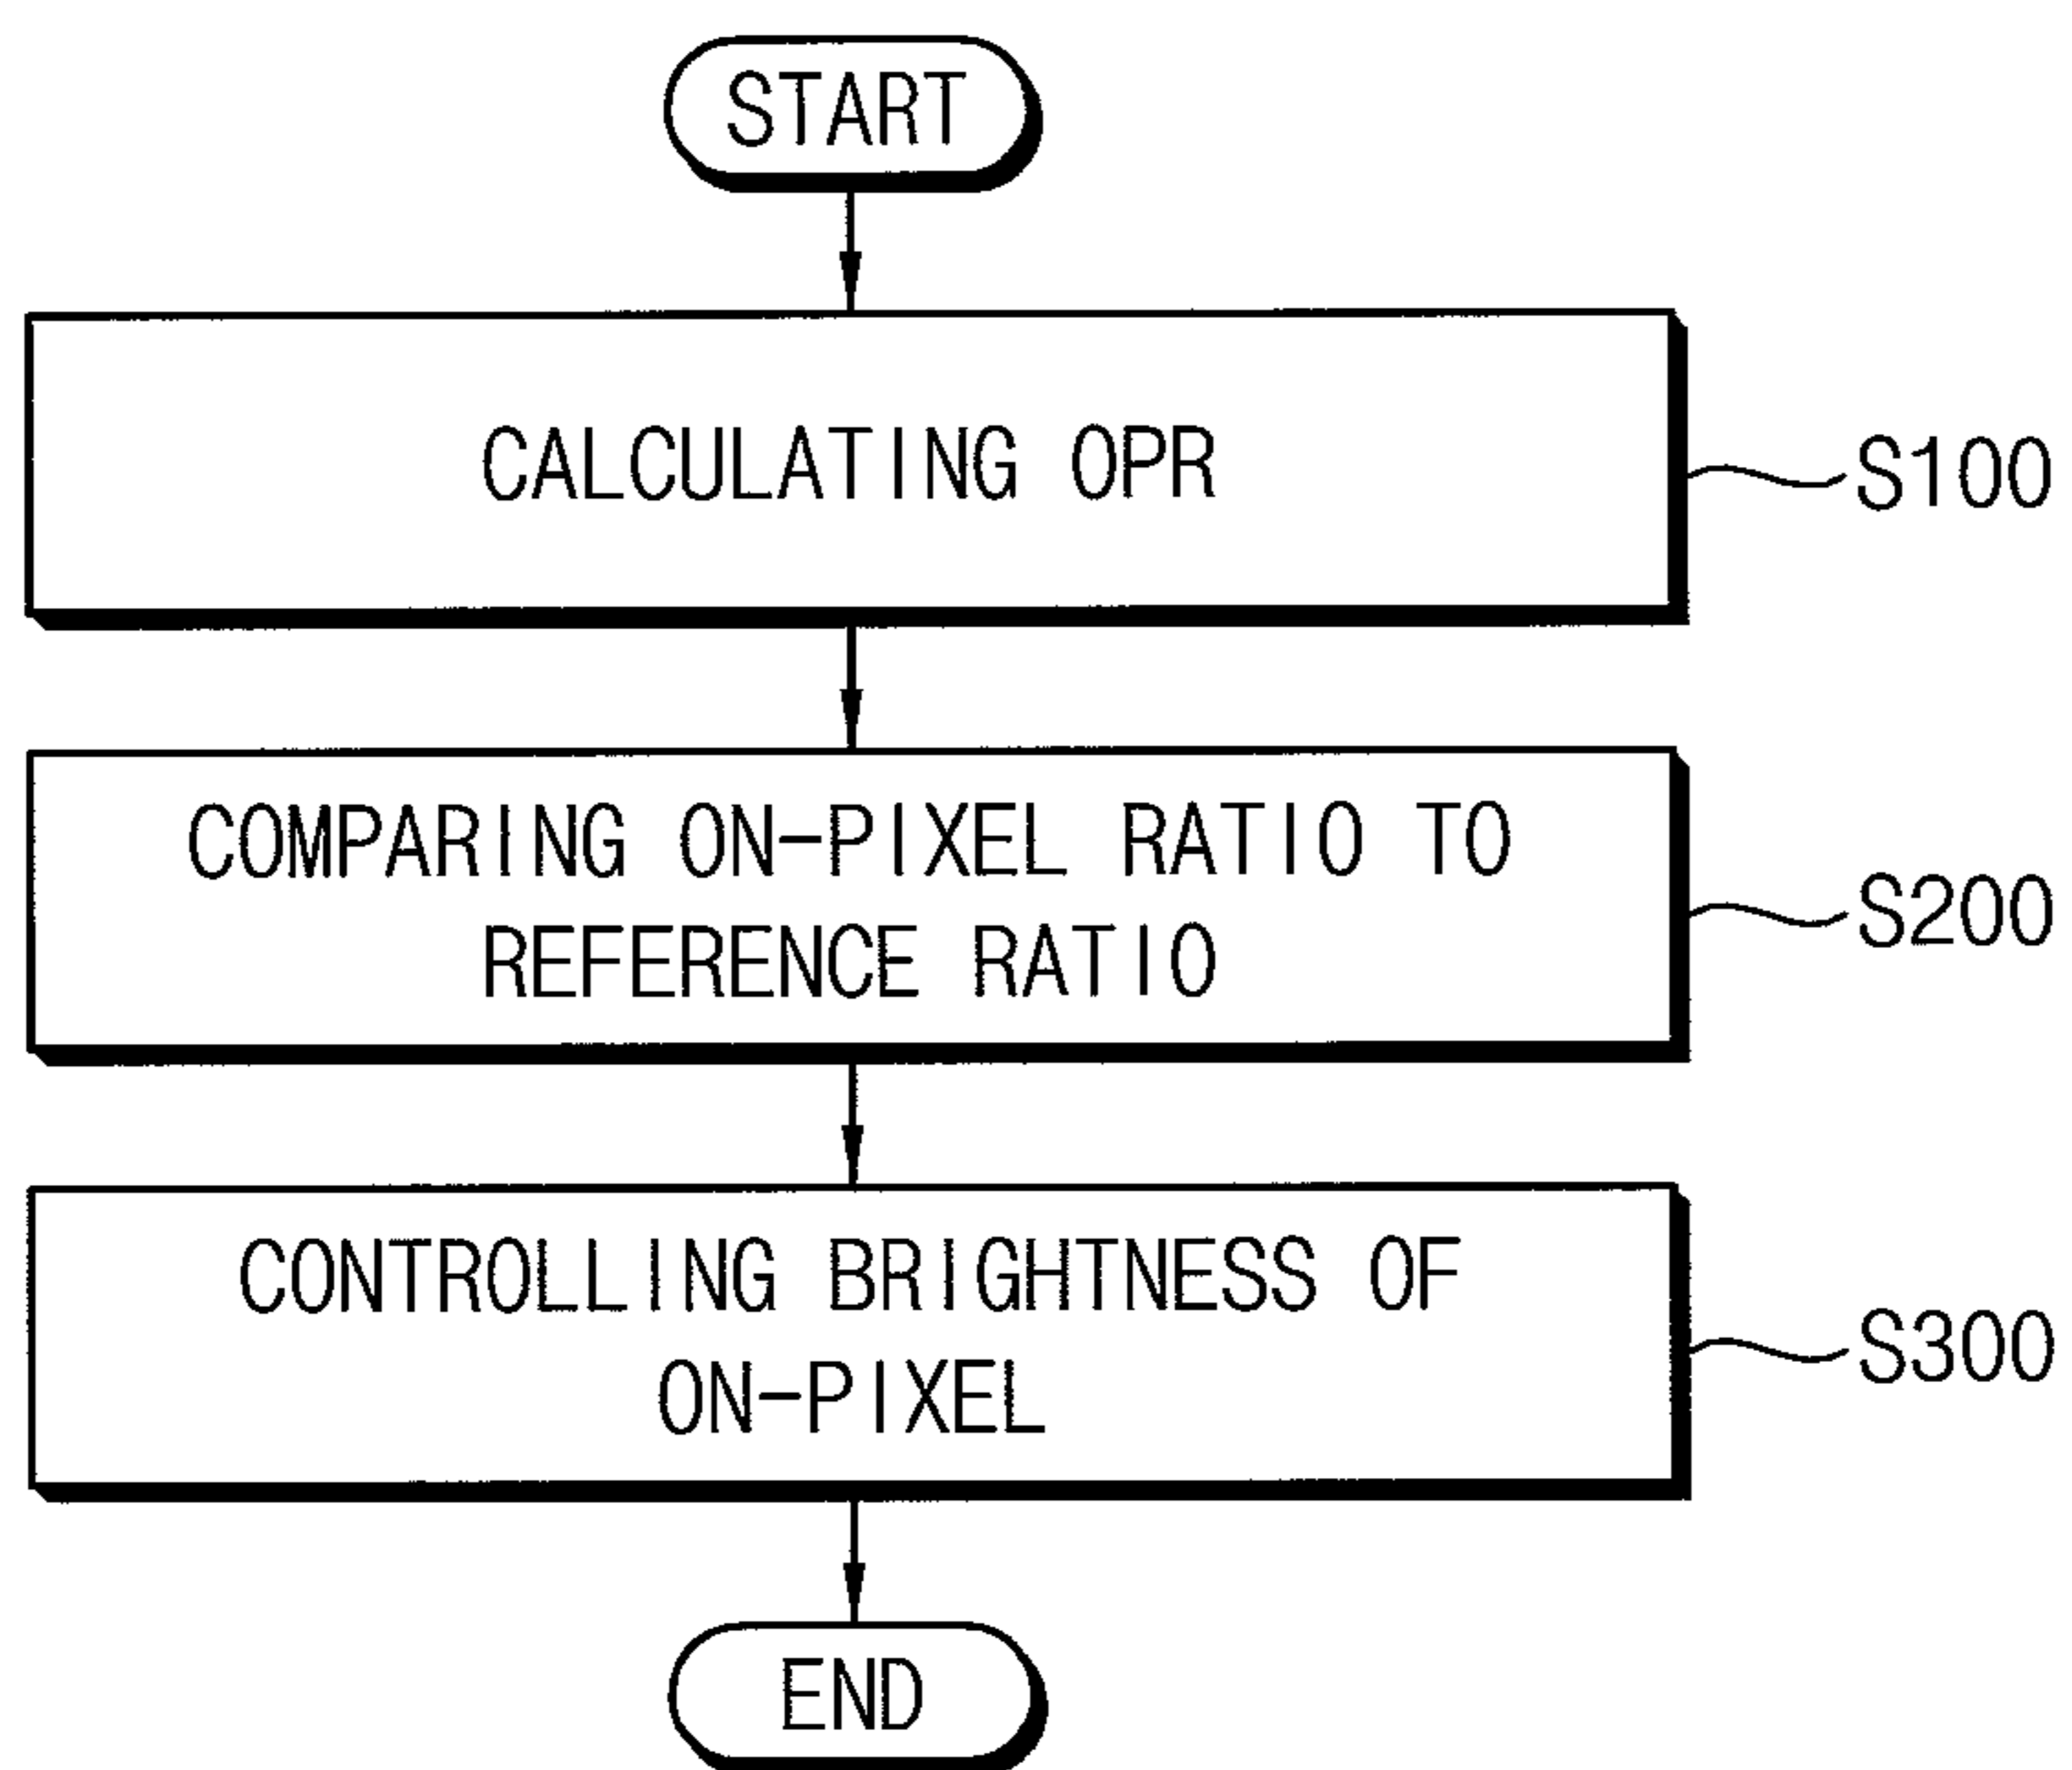 START
CALCULATING OPR
S100
COMPARING ON-PIXEL RATIO TO
REFERENCE RATIO
S200
CONTROLLING BRIGHTNESS OF
ON-PIXEL
S300
END